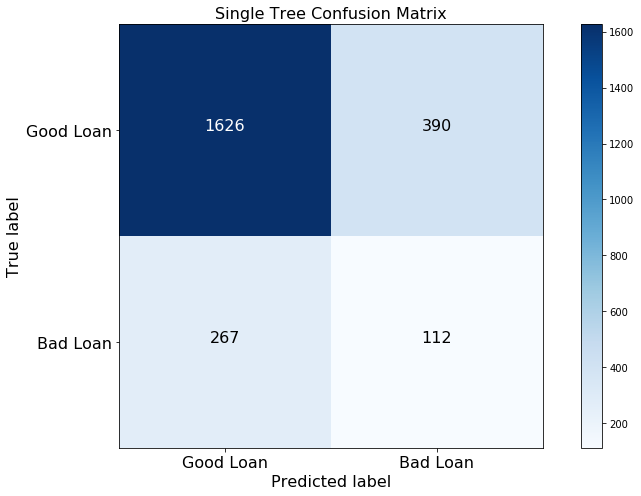 Single Tree Confusion Matrix
Good Loan
1626
390
Bad Loan
267
112
True label
Good Loan
Bad Loan
Predicted label
1600
1400
1200
1000
800
600
400
200